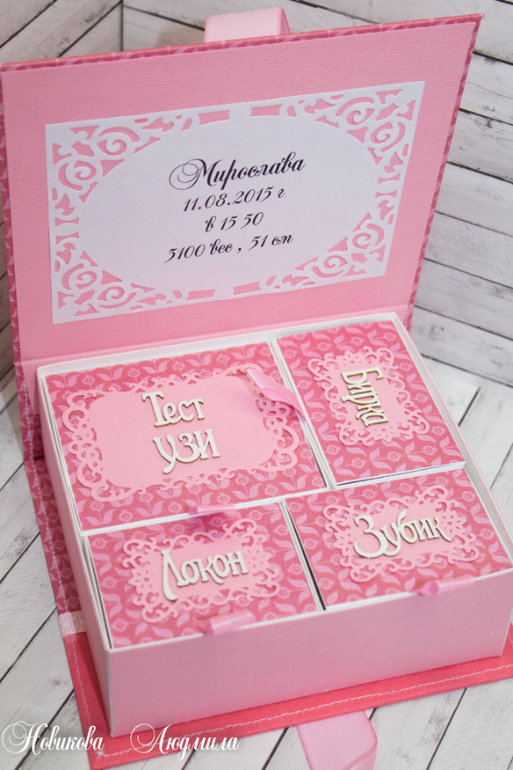 Мирослава
11.08.2015 г
в 15 50
3100 вес , 51 см
Тест
УЗИ
Бирка
Локон
Зубик
Новикова Людмила